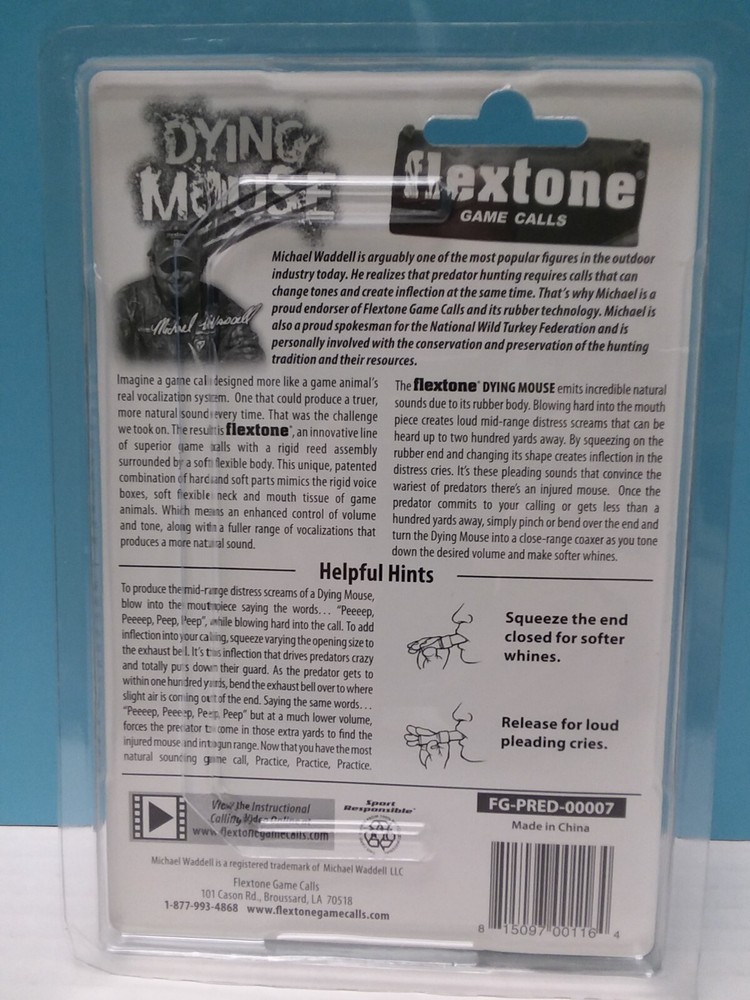 DYING
MOUSE
flextone
GAME CALLS
Michael Waddell is arguably one of the most popular figures in the outdoor
industry today. He realizes that predator hunting requires calls that can
change tones and create inflection at the same time. That's why Michael is a
proud endorser of Flextone Game Calls and its rubber technology. Michael is
also a proud spokesman for the National Wild Turkey Federation and is
personally involved with the conservation and preservation of the hunting
tradition and their resources.
Michael Waddell
Imagine a game call designed more like a game animal's
real vocalization system. One that could produce a truer,
more natural sound every time. That was the challenge
we took on. The result is flextone®, an innovative line
of superior game calls with a rigid reed assembly
surrounded by a soft flexible body. This unique, patented
combination of hard and soft parts mimics the rigid voice
boxes, soft flexible neck and mouth tissue of game
animals. Which means an enhanced control of volume
and tone, along with a fuller range of vocalizations that
produces a more natural sound.
The flextone® DYING MOUSE emits incredible natural
sounds due to its rubber body. Blowing hard into the mouth
piece creates loud mid-range distress screams that can be
heard up to two hundred yards away. By squeezing on the
rubber end and changing its shape creates inflection in the
distress cries. It's these pleading sounds that convince the
wariest of predators there's an injured mouse. Once the
predator commits to your calling or gets less than a
hundred yards away, simply pinch or bend over the end and
turn the Dying Mouse into a close-range coaxer as you tone
down the desired volume and make softer whines.
Helpful Hints
To produce the mid-range distress screams of a Dying Mouse,
blow into the mouthpiece saying the words... "Peeeep,
Peeeep, Peep, Peep", while blowing hard into the call. To add
inflection into your calling, squeeze varying the opening size to
the exhaust bell. It's this inflection that drives predators crazy
and totally puts down their guard. As the predator gets to
within one hundred yards, bend the exhaust bell over to where
slight air is coming out of the end. Saying the same words...
"Peeeep, Peeeep, Peep, Peep" but at a much lower volume,
forces the predator to come in those extra yards to find the
injured mouse and into gun range. Now that you have the most
natural sounding game call, Practice, Practice, Practice.
Squeeze the end
closed for softer
whines.
Release for loud
pleading cries.
View the Instructional
Calling Video Online at
www.flextonegamecalls.com
Sport
Responsible™
FG-PRED-00007
Made in China
Michael Waddell is a registered trademark of Michael Waddell LLC
Flextone Game Calls
101 Cason Rd., Broussard, LA 70518
1-877-993-4868 www.flextonegamecalls.com
8 15097 00116 4